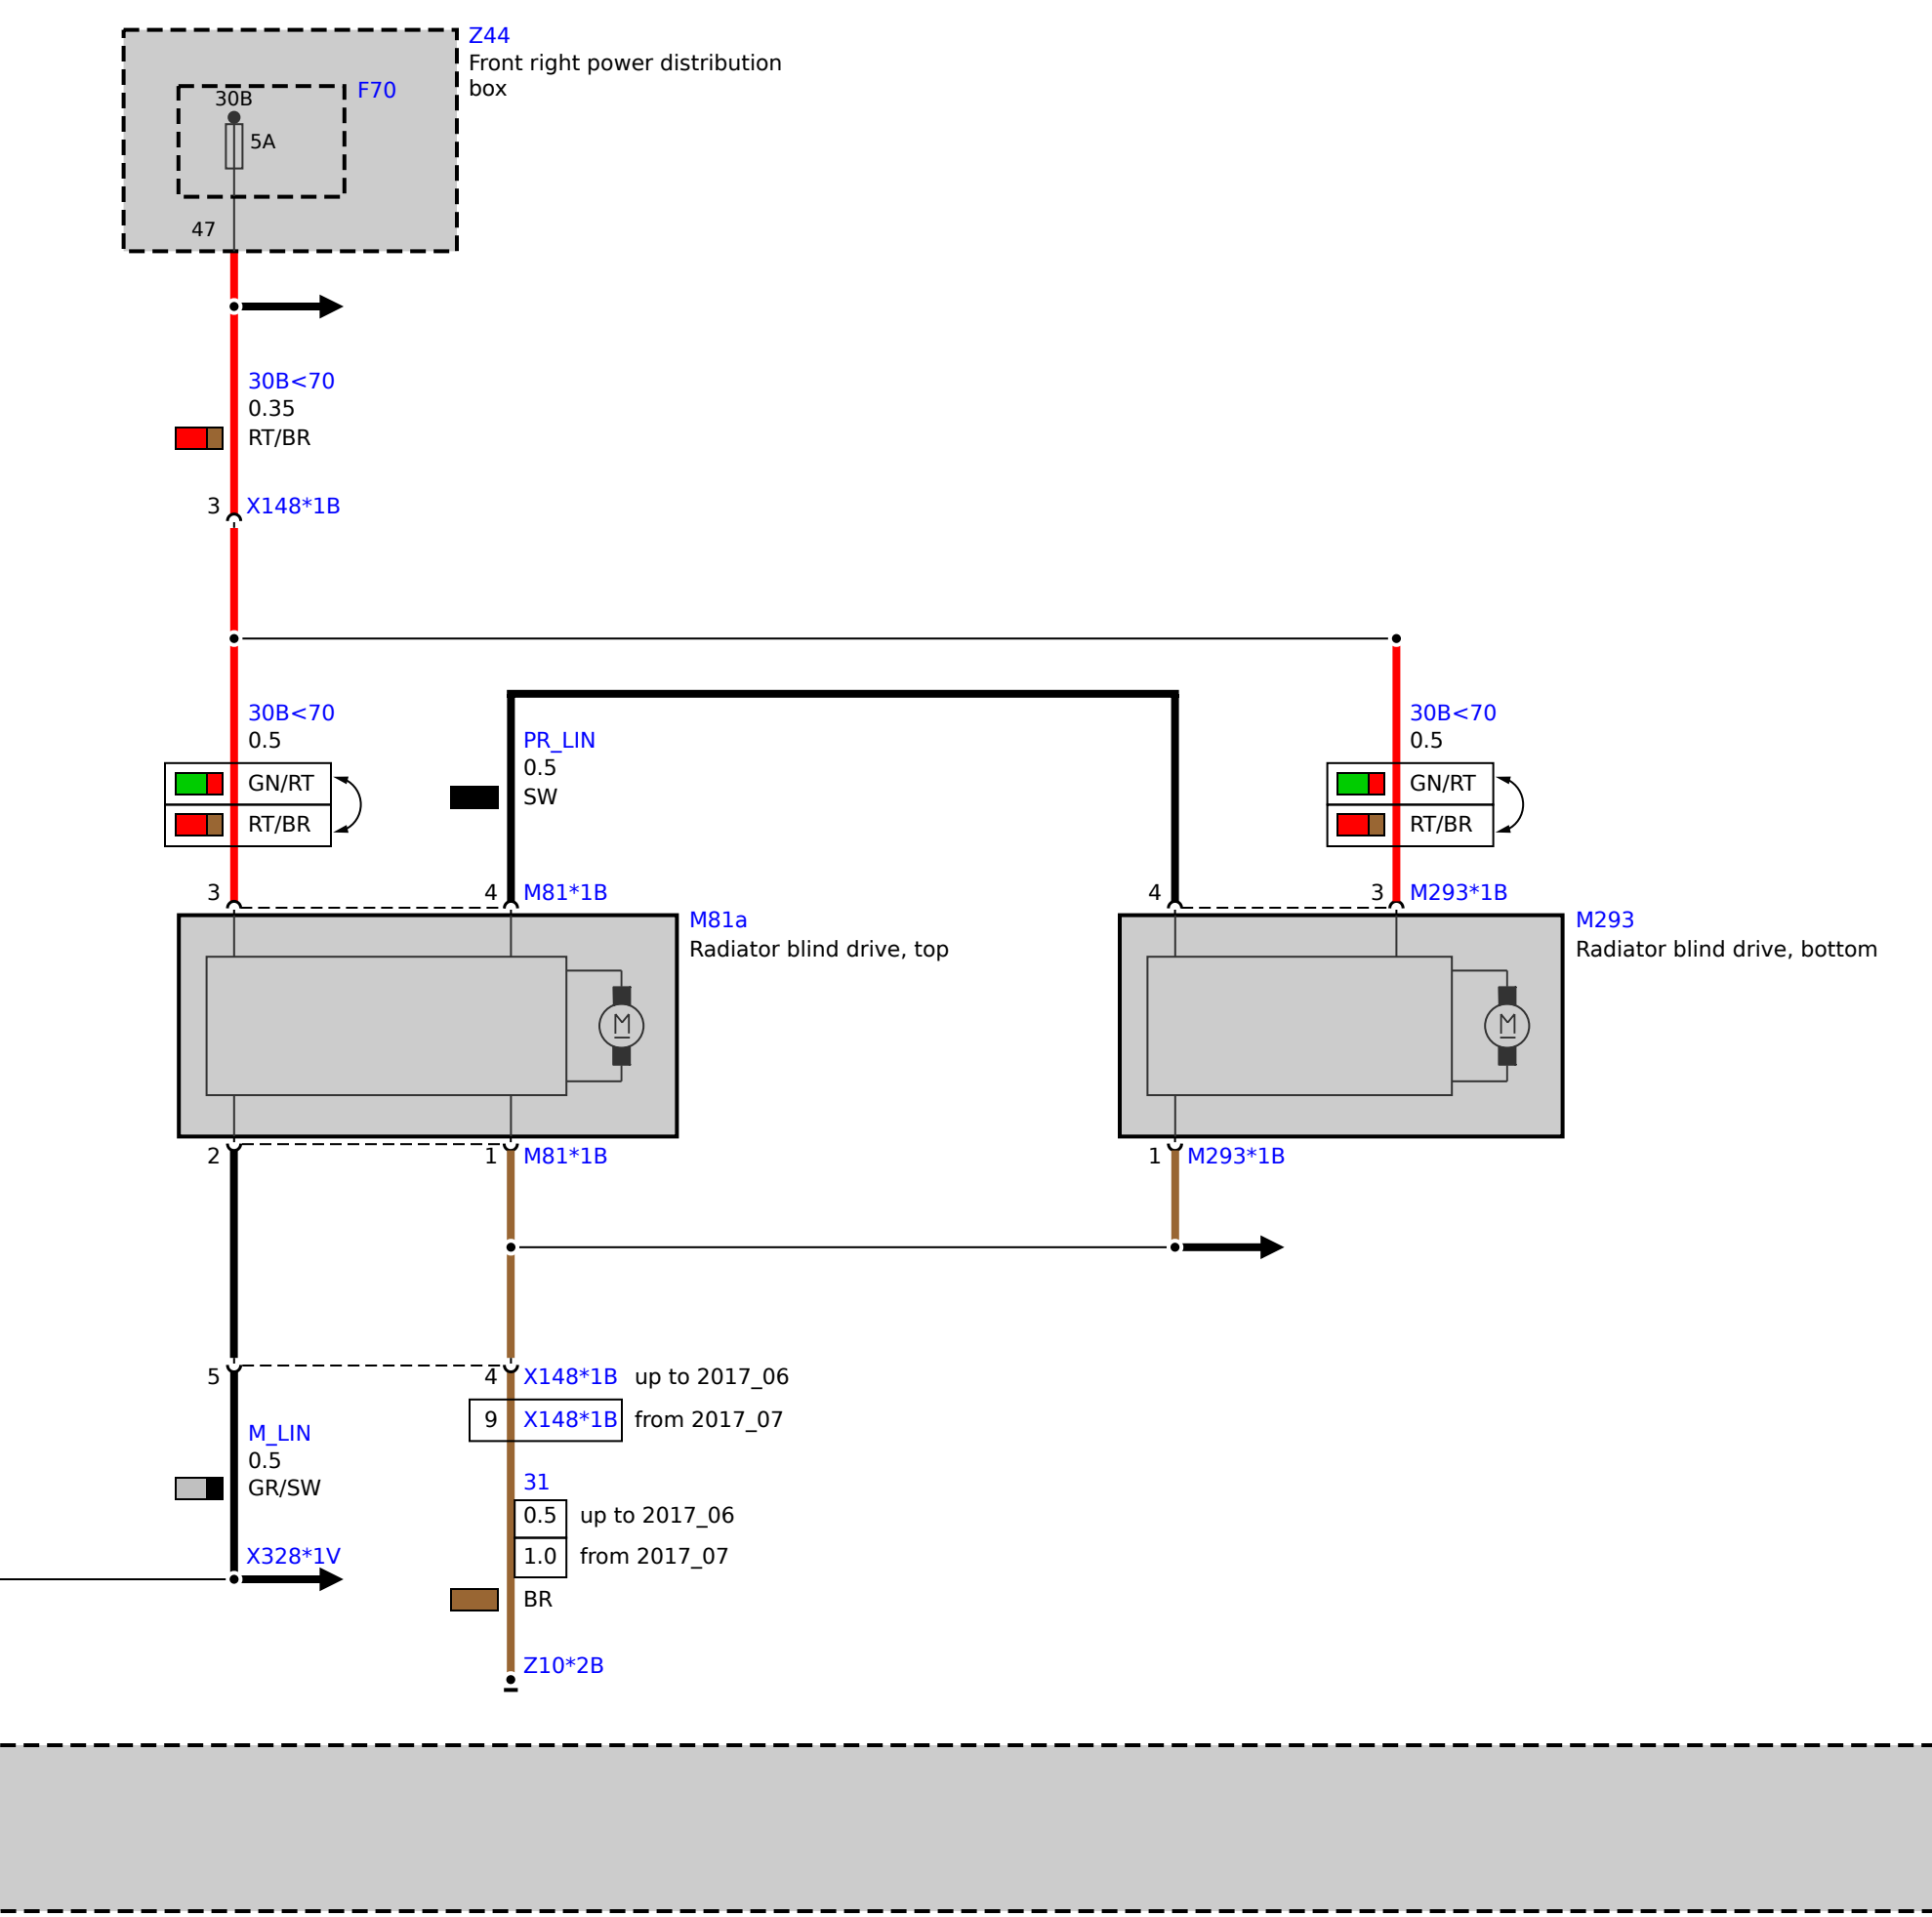 Z44
Front right power distribution
box
F70
30B
5A
47
30B<70
0.35
RT/BR
3 X148*1B
30B<70
0.5
GN/RT
RT/BR
PR_LIN
0.5
SW
30B<70
0.5
GN/RT
RT/BR
3 4 M81*1B
4 3 M293*1B
M81a
Radiator blind drive, top
M293
Radiator blind drive, bottom
M
M
2 1 M81*1B
1 M293*1B
5 4 X148*1B up to 2017_06
9 X148*1B from 2017_07
M_LIN
0.5
GR/SW
31
0.5 up to 2017_06
1.0 from 2017_07
X328*1V
BR
Z10*2B